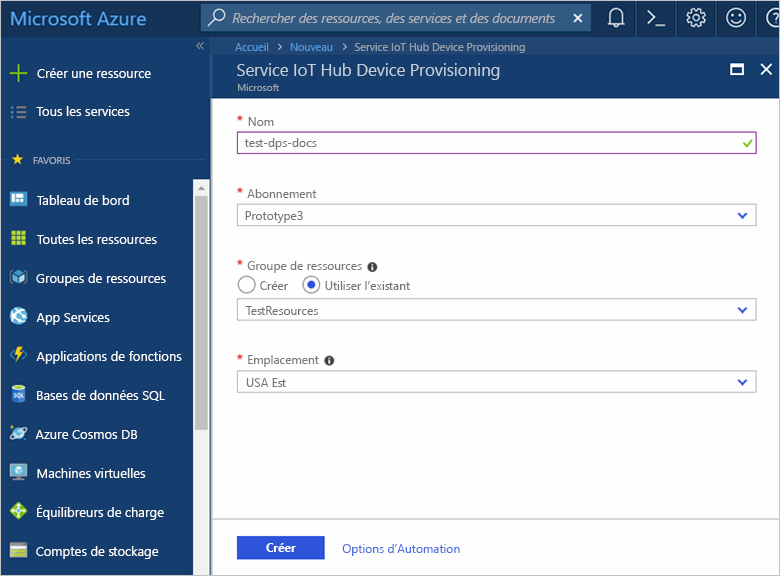 Microsoft Azure
Rechercher des ressources, des services et des documents
Accueil > Nouveau > Service IoT Hub Device Provisioning
Service IoT Hub Device Provisioning
Microsoft
Créer une ressource
Tous les services
FAVORIS
Tableau de bord
Toutes les ressources
Groupes de ressources
App Services
Applications de fonctions
Bases de données SQL
Azure Cosmos DB
Machines virtuelles
Équilibreurs de charge
Comptes de stockage
* Nom
test-dps-docs
* Abonnement
Prototype3
* Groupe de ressources
Créer Utiliser l'existant
TestResources
* Emplacement
USA Est
Créer Options d'Automation